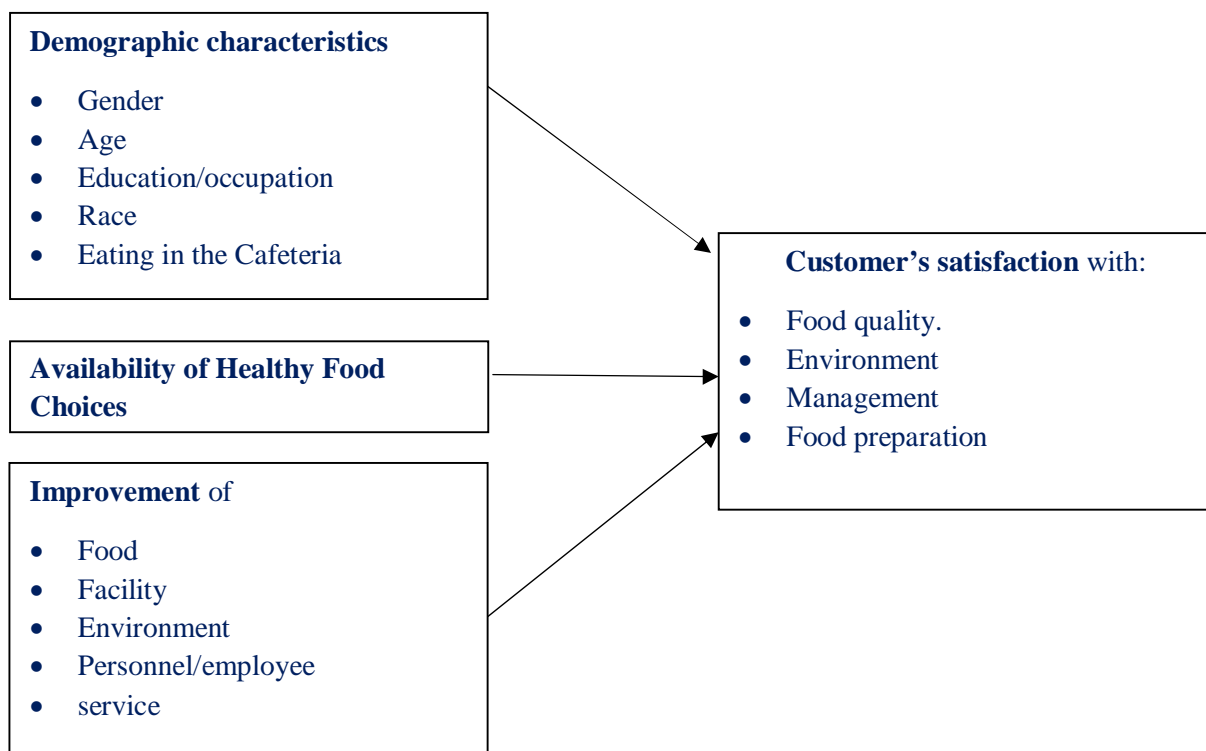 Demographic characteristics
• Gender
• Age
• Education/occupation
• Race
• Eating in the Cafeteria
Availability of Healthy Food
Choices
Improvement of
• Food
• Facility
• Environment
• Personnel/employee
• service
Customer’s satisfaction with:
• Food quality.
• Environment
• Management
• Food preparation